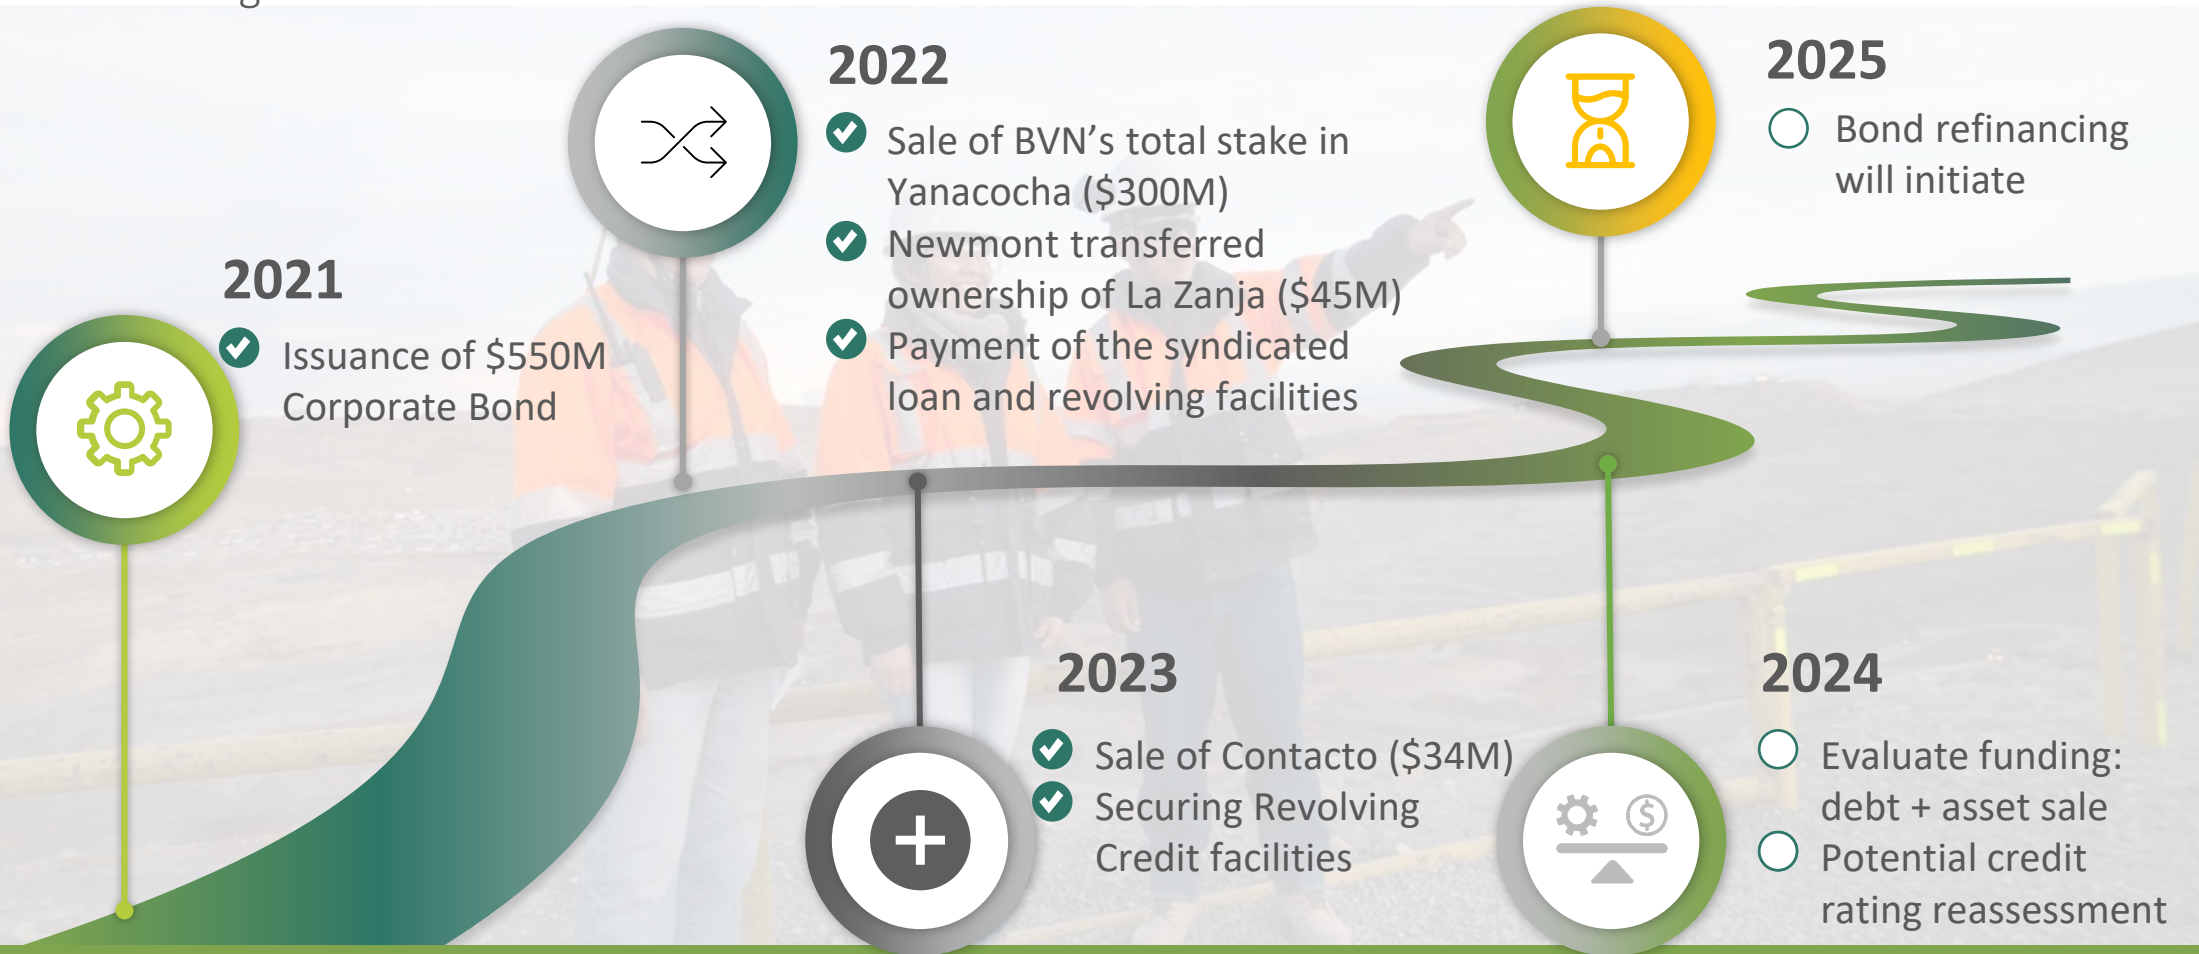 2021
Issuance of $550M
Corporate Bond
2022
Sale of BVN's total stake in
Yanacocha ($300M)
Newmont transferred
ownership of La Zanja ($45M)
Payment of the syndicated
loan and revolving facilities
2023
Sale of Contacto ($34M)
Securing Revolving
Credit facilities
2024
Evaluate funding:
debt + asset sale
Potential credit
rating reassessment
2025
Bond refinancing
will initiate